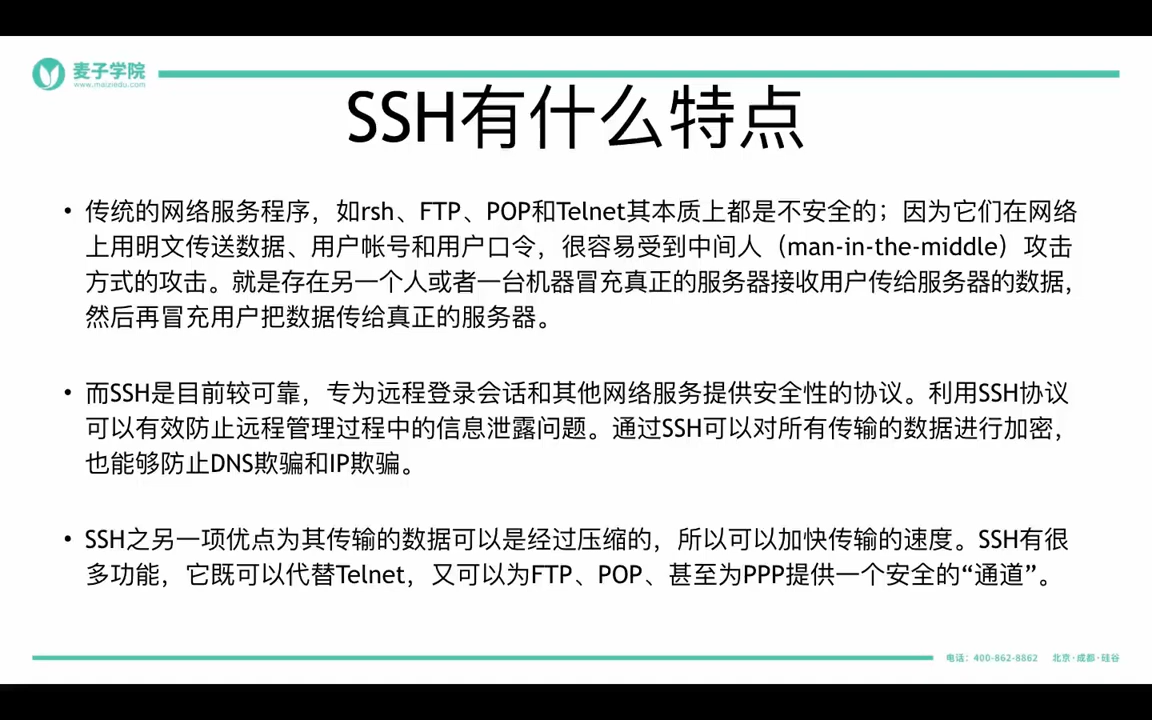 麦子学院
www.maiziedu.com
SSH有什么特点
• 传统的网络服务程序，如rsh、FTP、POP和Telnet其本质上都是不安全的；因为它们在网络
上用明文传送数据、用户帐号和用户口令，很容易受到中间人（man-in-the-middle）攻击
方式的攻击。就是存在另一个人或者一台机器冒充真正的服务器接收用户传给服务器的数据，
然后再冒充用户把数据传给真正的服务器。
• 而SSH是目前较可靠，专为远程登录会话和其他网络服务提供安全性的协议。利用SSH协议
可以有效防止远程管理过程中的信息泄露问题。通过SSH可以对所有传输的数据进行加密，
也能够防止DNS欺骗和IP欺骗。
• SSH之另一项优点为其传输的数据可以是经过压缩的，所以可以加快传输的速度。SSH有很
多功能，它既可以代替Telnet，又可以为FTP、POP、甚至为PPP提供一个安全的“通道”。
电话：400-862-8862 北京·成都·硅谷